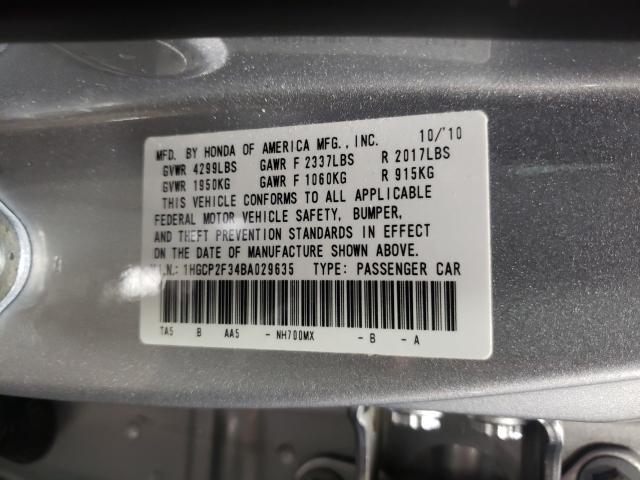 MFD. BY HONDA OF AMERICA MFG., INC. 10/'10
GVWR 4299LBS GAWR F 2337LBS R 2017LBS
GVWR 1950KG GAWR F 1060KG R 915KG
THIS VEHICLE CONFORMS TO ALL APPLICABLE
FEDERAL MOTOR VEHICLE SAFETY, BUMPER,
AND THEFT PREVENTION STANDARDS IN EFFECT
ON THE DATE OF MANUFACTURE SHOWN ABOVE.
V.I.N.: 1HGCP2F34BA029635 TYPE: PASSENGER CAR
TA5 B AA5 - NH700MX - B - A